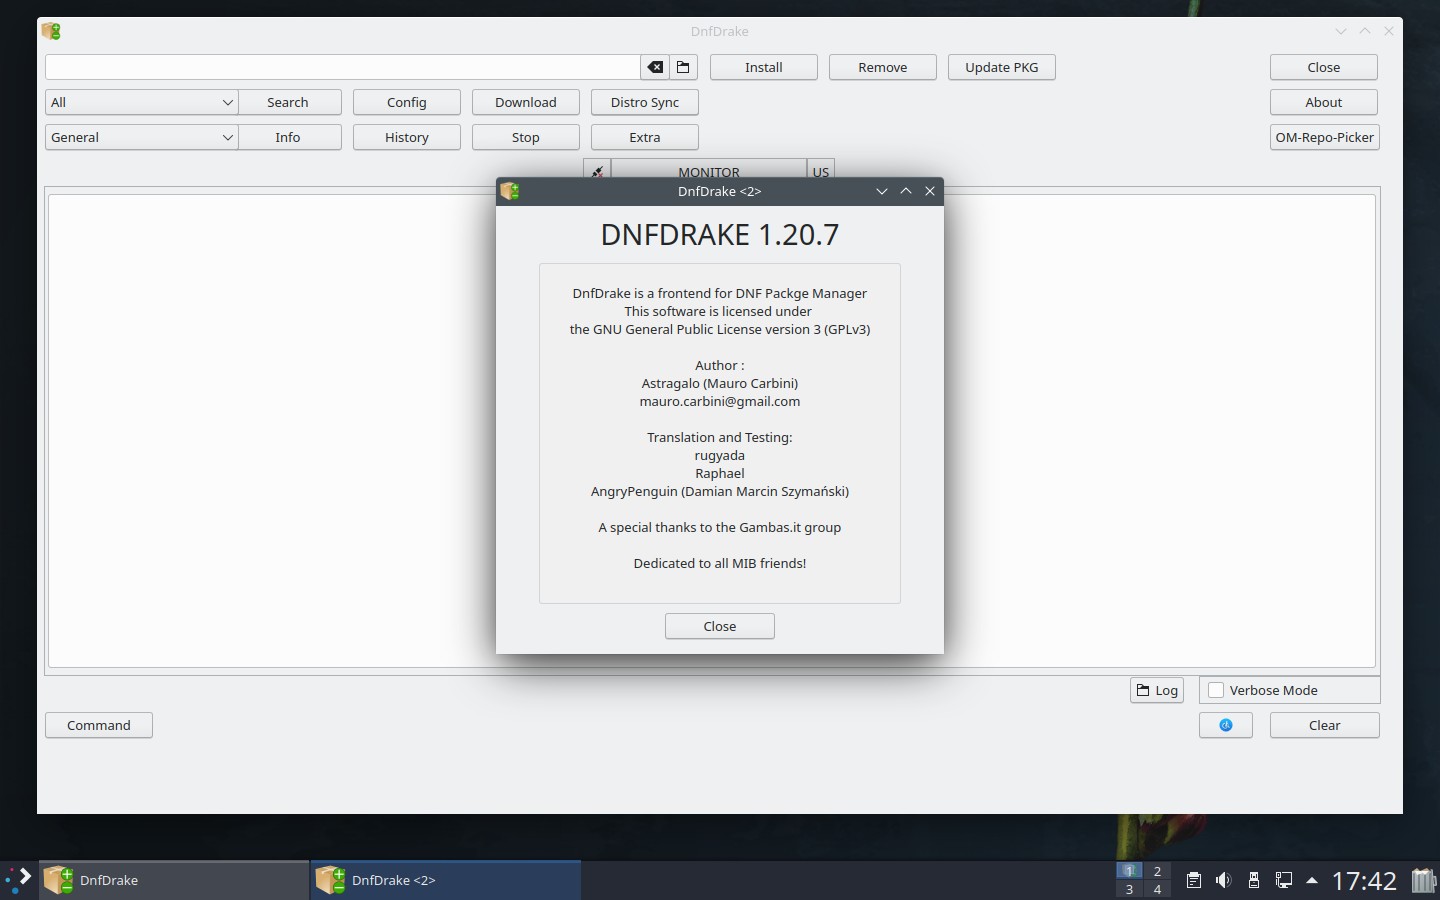 DnfDrake
Install
Remove
Update PKG
Close
All
Search
Config
Download
Distro Sync
About
General
Info
History
Stop
Extra
OM-Repo-Picker
MONITOR
US
DnfDrake <2>
DNFDRAKE 1.20.7
DnfDrake is a frontend for DNF Packge Manager
This software is licensed under
the GNU General Public License version 3 (GPLv3)
Author :
Astragalo (Mauro Carbini)
mauro.carbini@gmail.com
Translation and Testing:
rugyada
Raphael
AngryPenguin (Damian Marcin Szymański)
A special thanks to the Gambas.it group
Dedicated to all MIB friends!
Close
Log
Verbose Mode
Command
Clear
DnfDrake
DnfDrake <2>
1
2
3
4
17:42